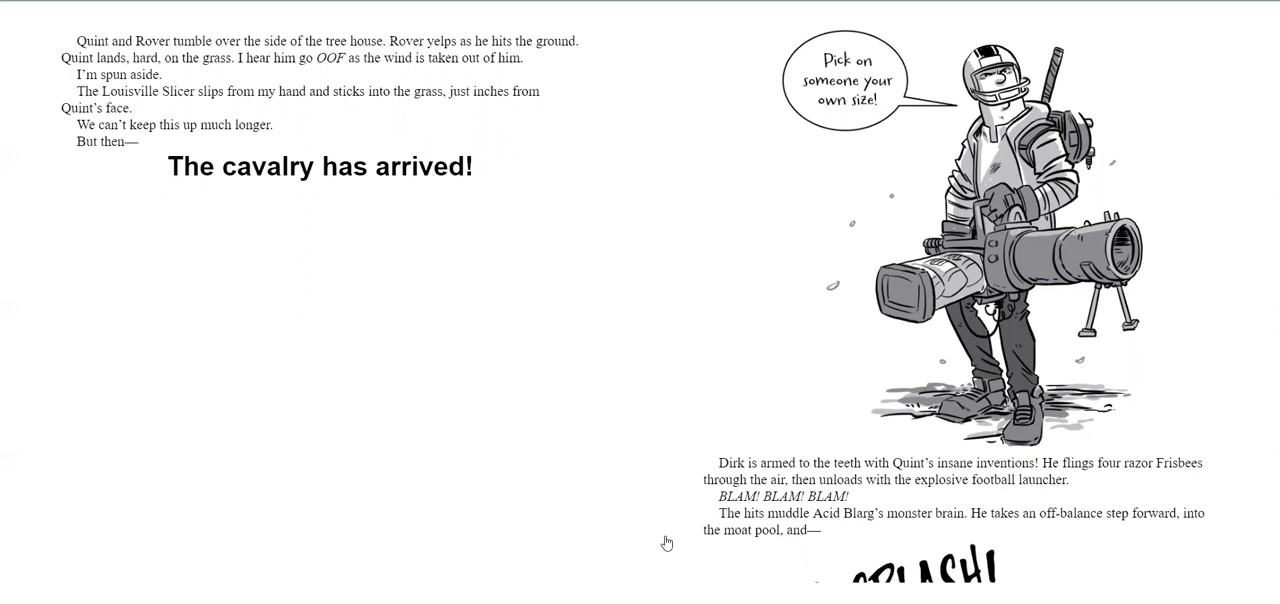 Quint and Rover tumble over the side of the tree house. Rover yelps as he hits the ground.
Quint lands, hard, on the grass. I hear him go OOF as the wind is taken out of him.
I’m spun aside.
The Louisville Slicer slips from my hand and sticks into the grass, just inches from
Quint’s face.
We can’t keep this up much longer.
But then—
The cavalry has arrived!
Pick on
someone your
own size!
Dirk is armed to the teeth with Quint’s insane inventions! He flings four razor Frisbees
through the air, then unloads with the explosive football launcher.
BLAM! BLAM! BLAM!
The hits muddle Acid Blarg’s monster brain. He takes an off-balance step forward, into
the moat pool, and—
SPLASH!